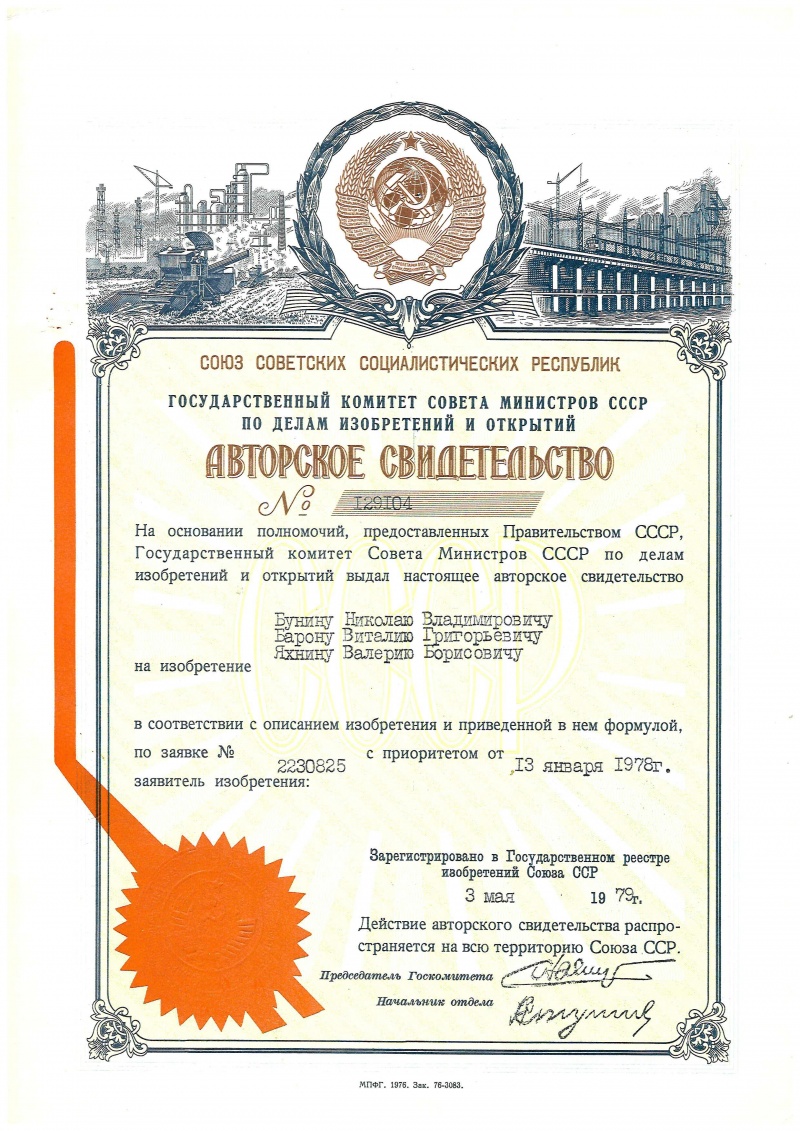 СОЮЗ СОВЕТСКИХ СОЦИАЛИСТИЧЕСКИХ РЕСПУБЛИК
ГОСУДАРСТВЕННЫЙ КОМИТЕТ СОВЕТА МИНИСТРОВ СССР
ПО ДЕЛАМ ИЗОБРЕТЕНИЙ И ОТКРЫТИЙ
АВТОРСКОЕ СВИДЕТЕЛЬСТВО
№ I29I04
На основании полномочий, предоставленных Правительством СССР,
Государственный комитет Совета Министров СССР по делам
изобретений и открытий выдал настоящее авторское свидетельство
СССР
Бунину Николаю Владимировичу
Барону Виталию Григорьевичу
Яхнину Валерию Борисовичу
на изобретение
в соответствии с описанием изобретения и приведенной в нем формулой,
по заявке № 2230825 с приоритетом от 13 января 1978г.
заявитель изобретения:
Зарегистрировано в Государственном реестре
изобретений Союза ССР
3 мая 19 79г.
Действие авторского свидетельства распро-
страняется на всю территорию Союза ССР.
Председатель Госкомитета
Начальник отдела
МПФГ. 1976. Зак. 76-3083.